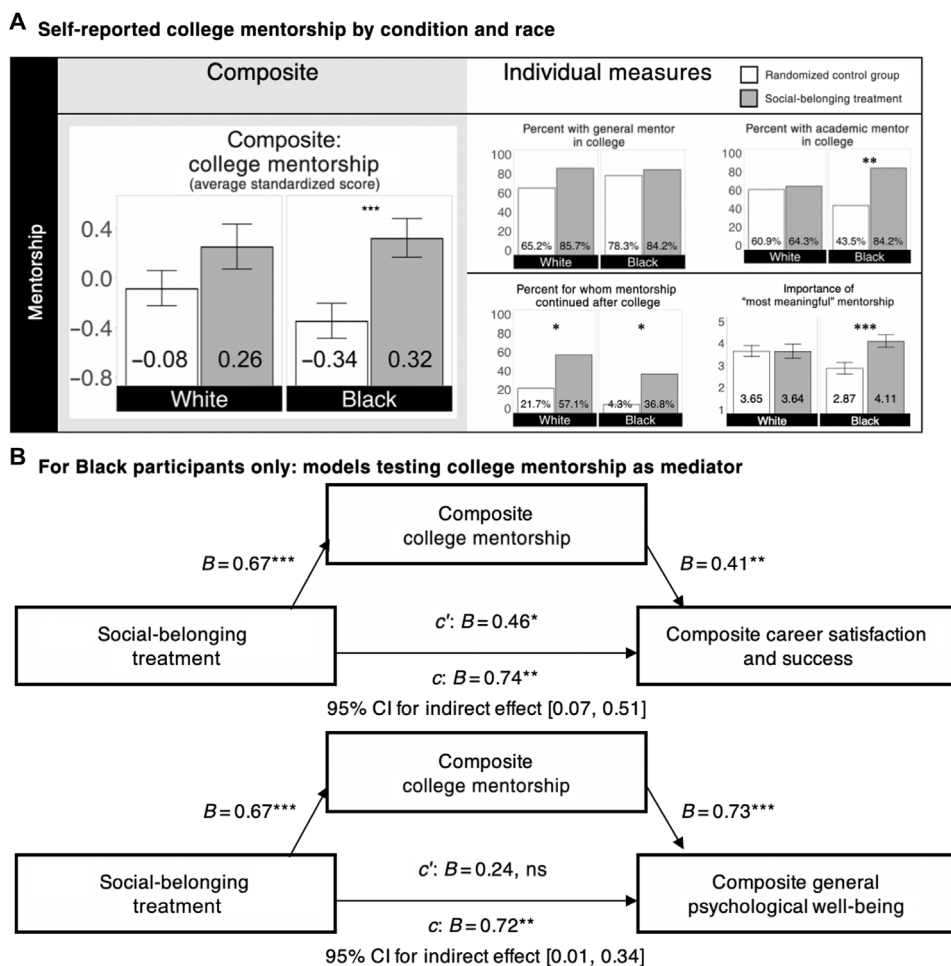 A Self-reported college mentorship by condition and race
Composite
Individual measures
Randomized control group
Social-belonging treatment
Mentorship
Composite:
college mentorship
(average standardized score)
***
0.4
0.0
−0.4
−0.8
−0.08
0.26
−0.34
0.32
White
Black
Percent with general mentor
in college
100
80
60
40
20
0
65.2%
85.7%
78.3%
84.2%
White
Black
Percent with academic mentor
in college
**
100
80
60
40
20
0
60.9%
64.3%
43.5%
84.2%
White
Black
Percent for whom mentorship
continued after college
*
*
100
80
60
40
20
0
21.7%
57.1%
4.3%
36.8%
White
Black
Importance of
“most meaningful” mentorship
***
5
4
3
2
1
3.65
3.64
2.87
4.11
White
Black
B For Black participants only: models testing college mentorship as mediator
Composite
college mentorship
B = 0.67***
B = 0.41**
Social-belonging
treatment
c′: B = 0.46*
c: B = 0.74**
Composite career satisfaction
and success
95% CI for indirect effect [0.07, 0.51]
Composite
college mentorship
B = 0.67***
B = 0.73***
Social-belonging
treatment
c′: B = 0.24, ns
c: B = 0.72**
Composite general
psychological well-being
95% CI for indirect effect [0.01, 0.34]